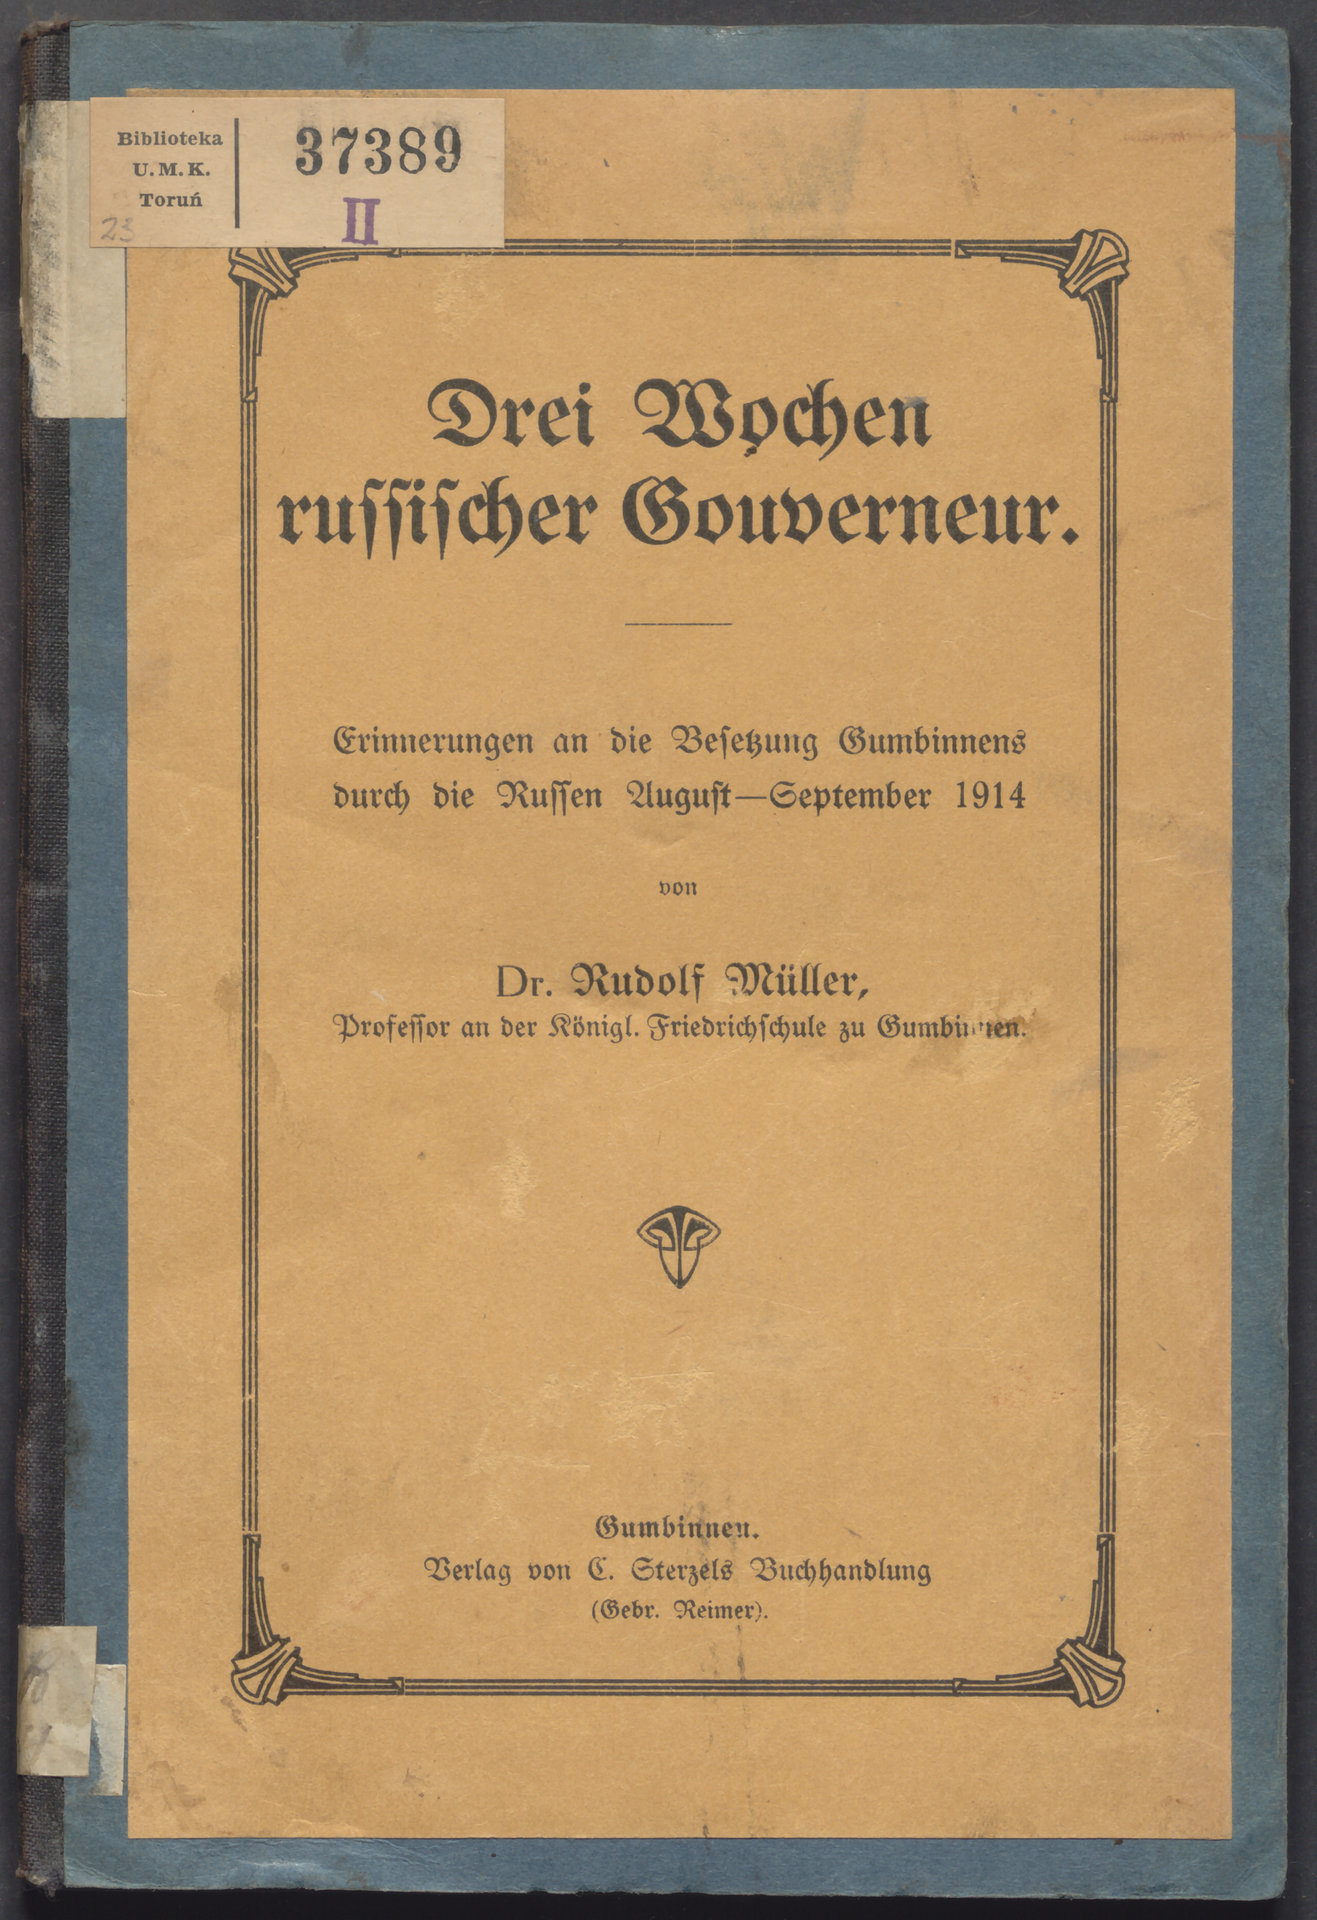 Biblioteka
U. M. K.
Toruń
37389
II
23
Drei Wochen
russischer Gouverneur.
Erinnerungen an die Besetzung Gumbinnens
durch die Russen August—September 1914
von
Dr. Rudolf Müller,
Professor an der Königl. Friedrichschule zu Gumbinnen.
Gumbinnen.
Verlag von C. Sterzels Buchhandlung
(Gebr. Reimer).